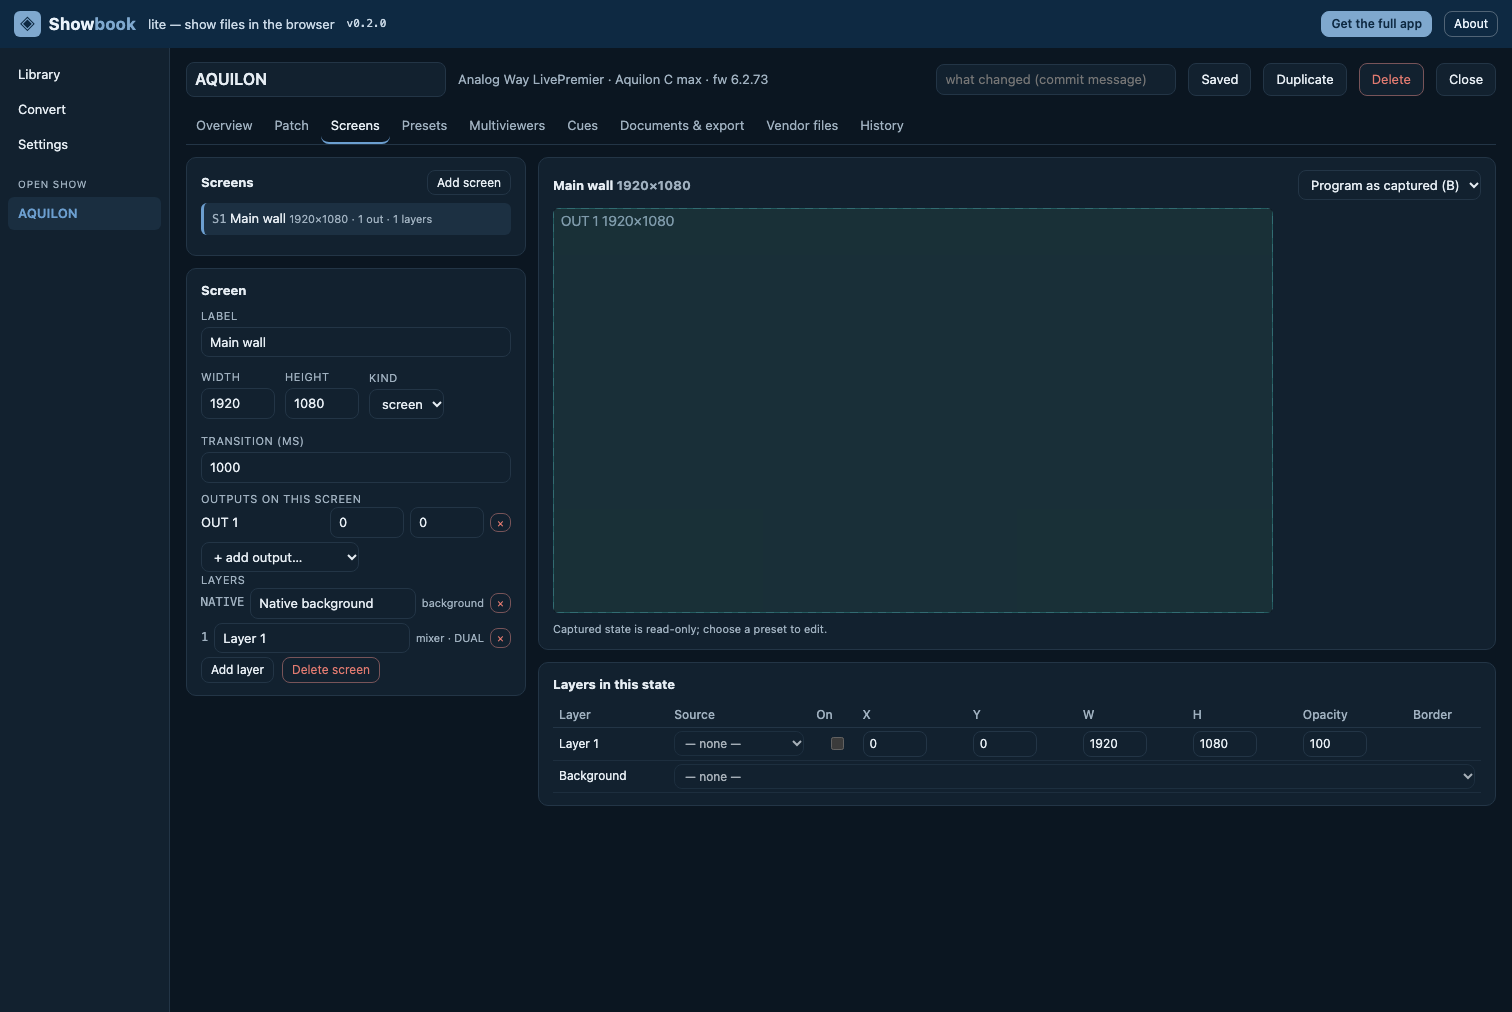 Showbook lite — show files in the browser v0.2.0 Get the full app About
Library
Convert
Settings
OPEN SHOW
AQUILON
AQUILON Analog Way LivePremier · Aquilon C max · fw 6.2.73 what changed (commit message) Saved Duplicate Delete Close
Overview Patch Screens Presets Multiviewers Cues Documents & export Vendor files History
Screens Add screen
S1 Main wall 1920×1080 · 1 out · 1 layers
Screen
LABEL
Main wall
WIDTH HEIGHT KIND
1920 1080 screen
TRANSITION (MS)
1000
OUTPUTS ON THIS SCREEN
OUT 1 0 0 ×
+ add output...
LAYERS
NATIVE Native background background ×
1 Layer 1 mixer · DUAL ×
Add layer Delete screen
Main wall 1920×1080 Program as captured (B)
OUT 1 1920×1080
Captured state is read-only; choose a preset to edit.
Layers in this state
Layer Source On X Y W H Opacity Border
Layer 1 — none — 0 0 1920 1080 100
Background — none —